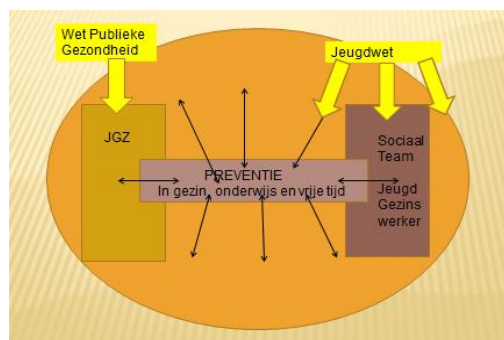 Wet Publieke
Gezondheid
Jeugdwet
JGZ
PREVENTIE
In gezin, onderwijs en vrije tijd
Sociaal
Team
Jeugd
Gezins
werker